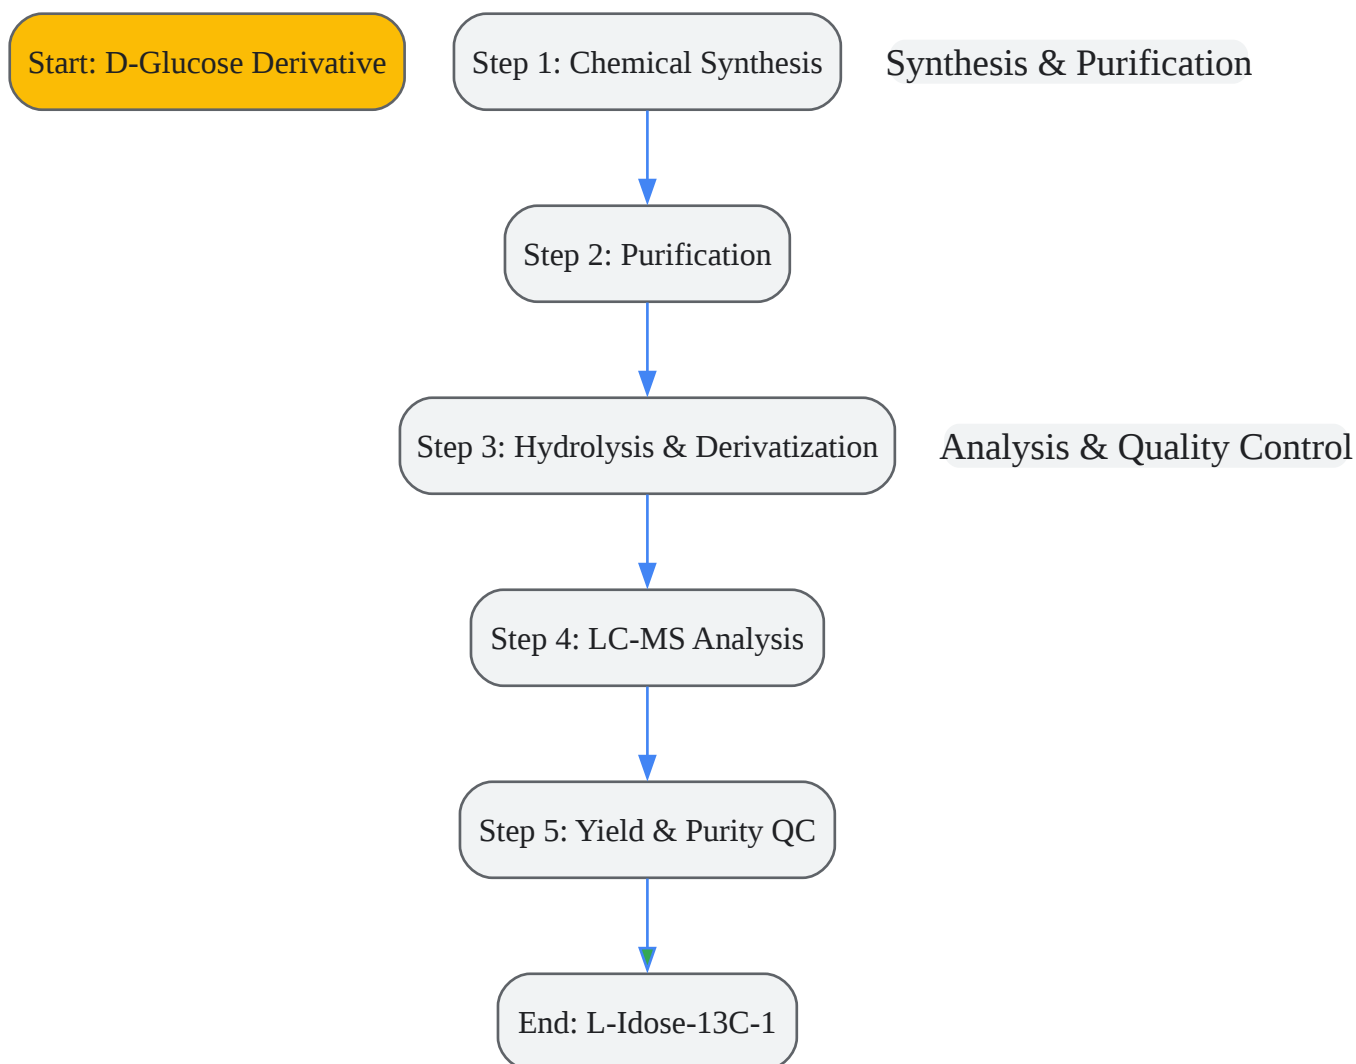 Start: D-Glucose Derivative
Step 1: Chemical Synthesis
Synthesis & Purification
Step 2: Purification
Step 3: Hydrolysis & Derivatization
Analysis & Quality Control
Step 4: LC-MS Analysis
Step 5: Yield & Purity QC
End: L-Idose-13C-1